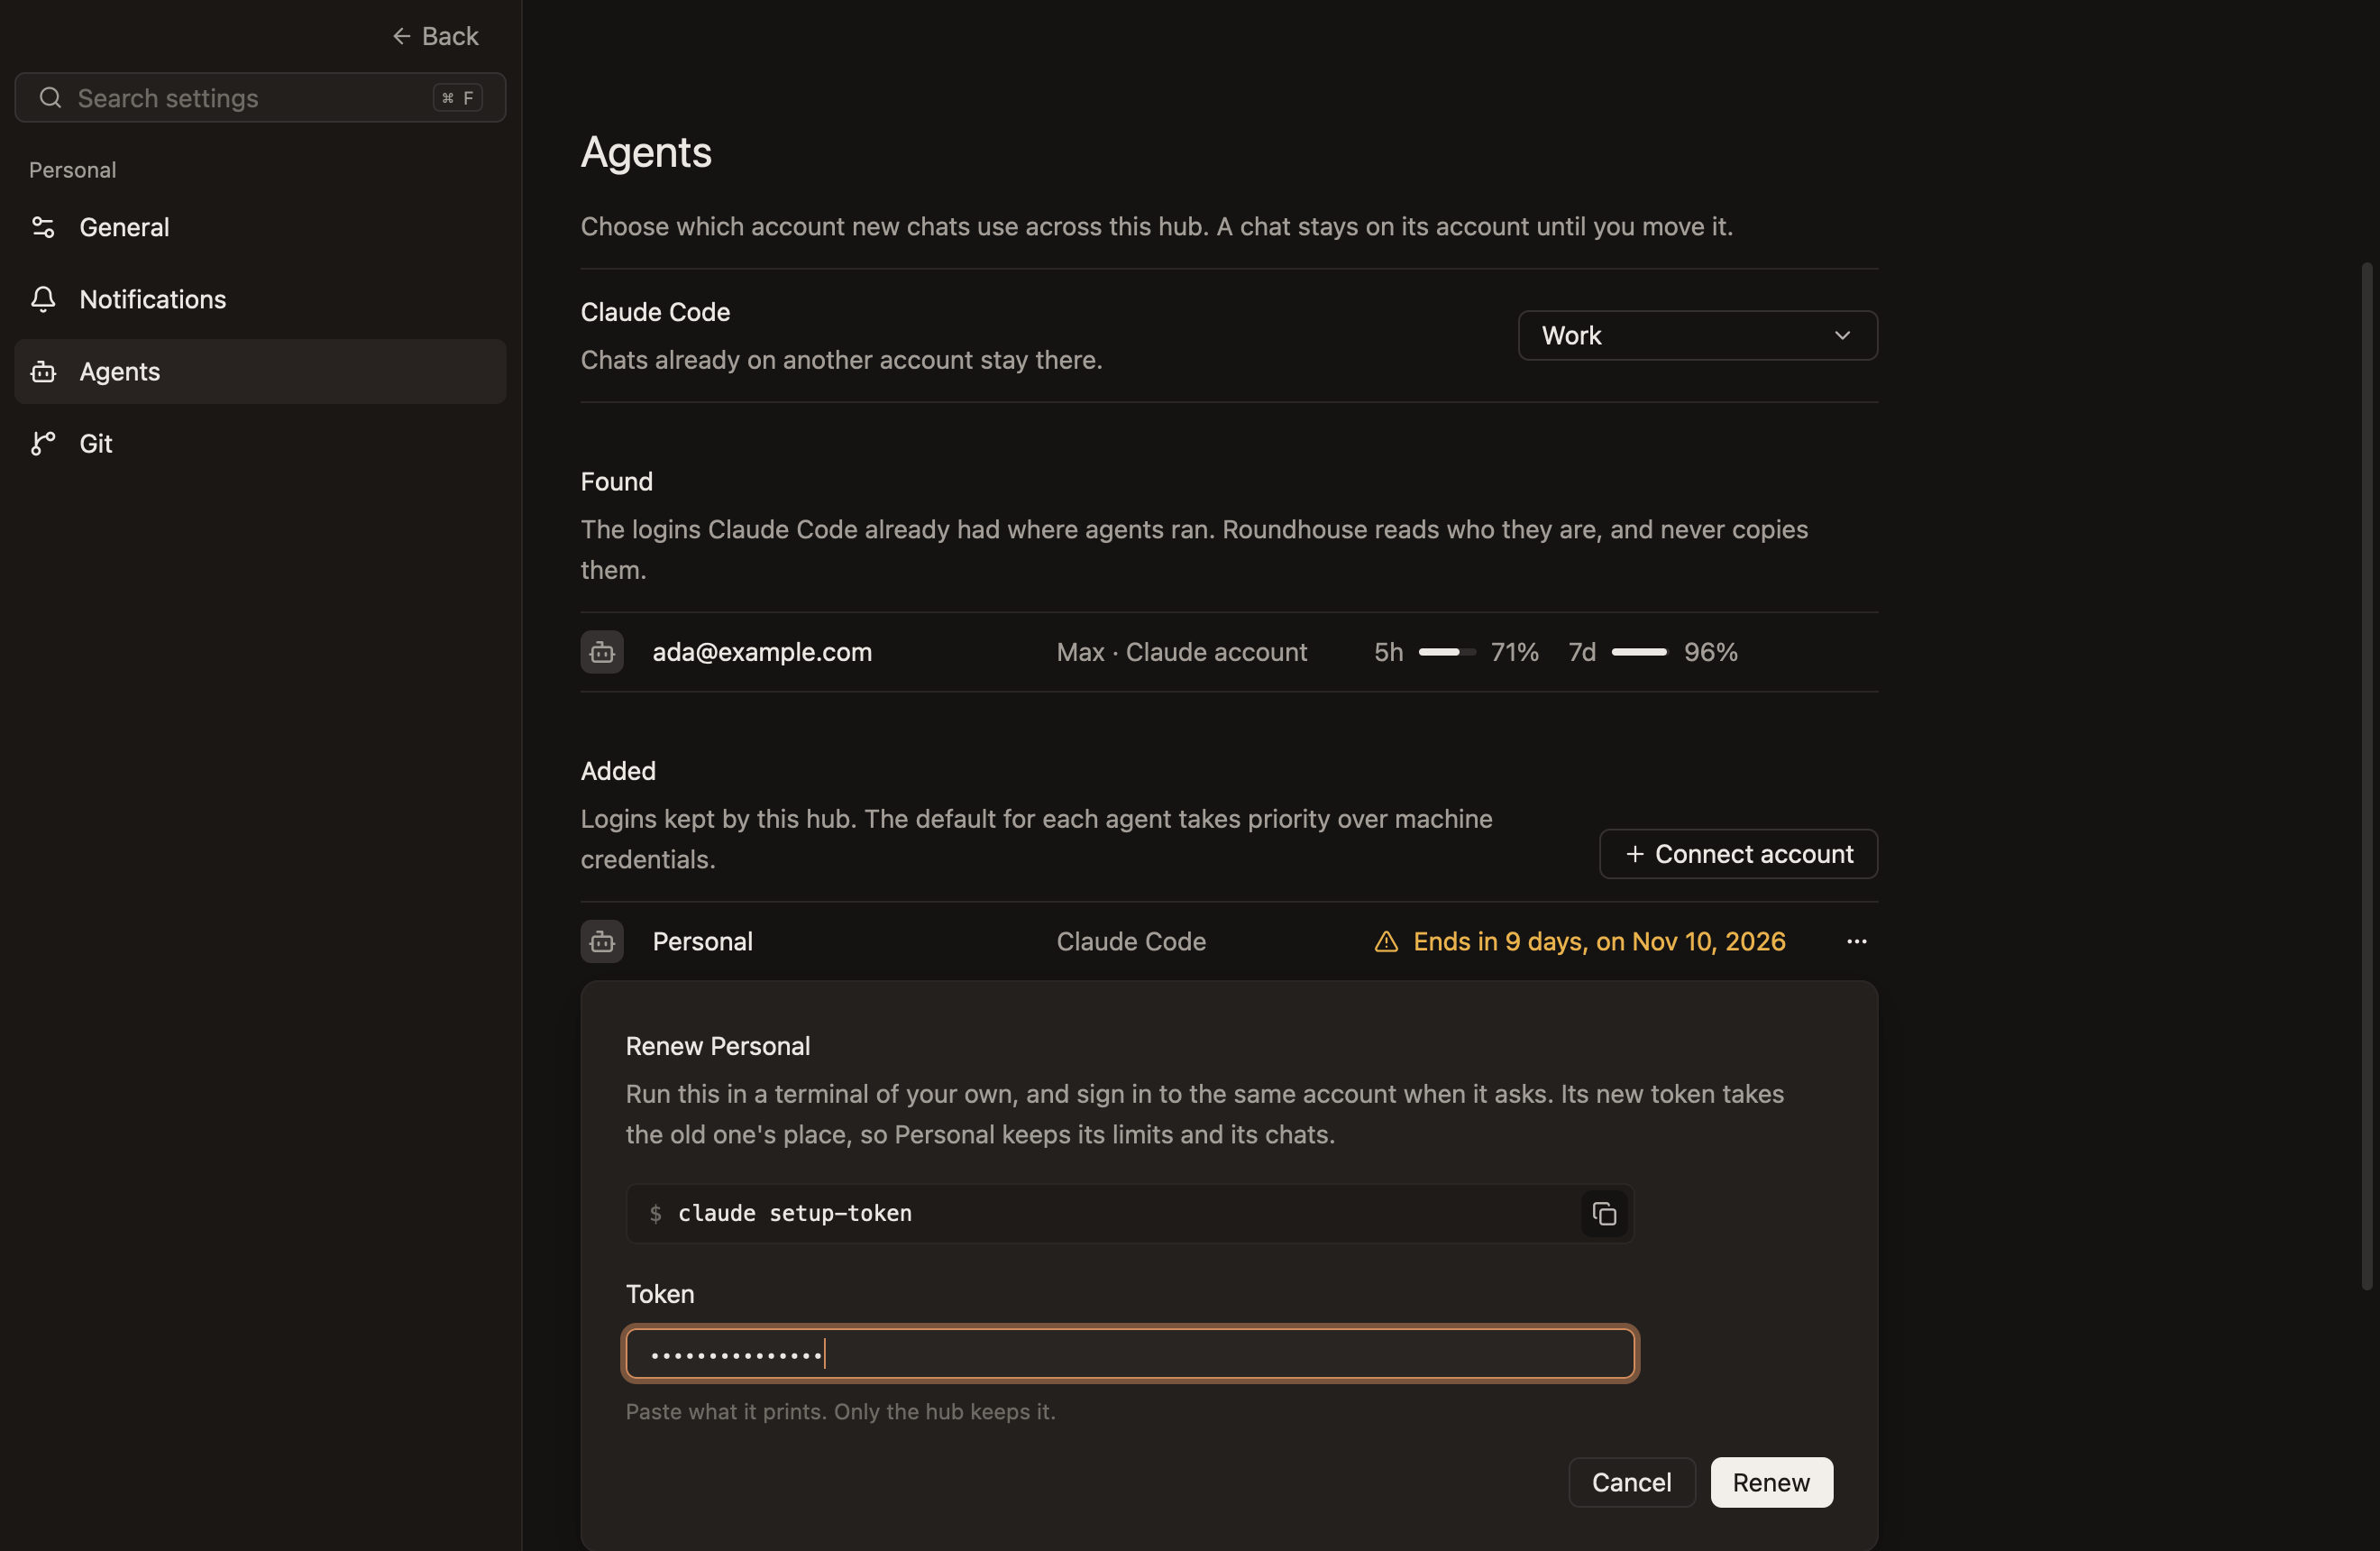 Back
Search settings
⌘ F
Personal
General
Notifications
Agents
Git
Agents
Choose which account new chats use across this hub. A chat stays on its account until you move it.
Claude Code
Chats already on another account stay there.
Work
Found
The logins Claude Code already had where agents ran. Roundhouse reads who they are, and never copies
them.
ada@example.com
Max · Claude account
5h 71% 7d 96%
Added
Logins kept by this hub. The default for each agent takes priority over machine
credentials.
Connect account
Personal
Claude Code
Ends in 9 days, on Nov 10, 2026
Renew Personal
Run this in a terminal of your own, and sign in to the same account when it asks. Its new token takes
the old one's place, so Personal keeps its limits and its chats.
$ claude setup-token
Token
•••••••••••••••
Paste what it prints. Only the hub keeps it.
Cancel
Renew